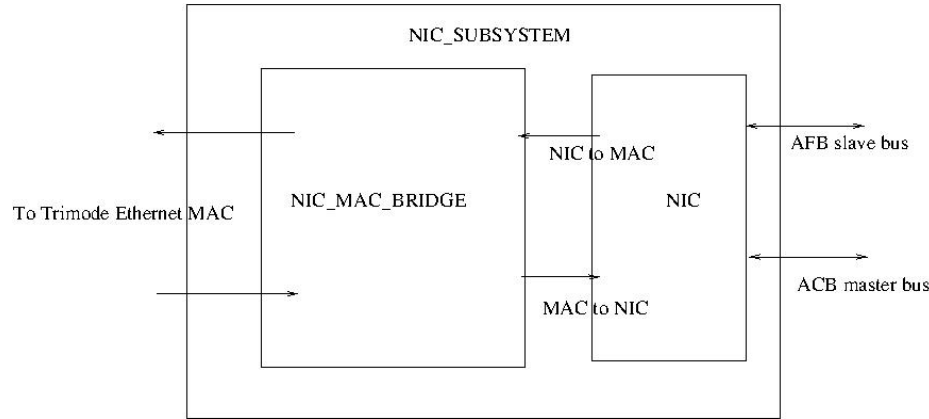 NIC_SUBSYSTEM
NIC to MAC
AFB slave bus
To Trimode Ethernet MAC
NIC_MAC_BRIDGE
NIC
MAC to NIC
ACB master bus